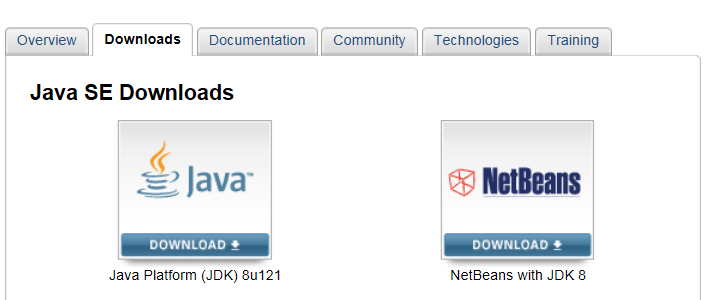 Overview Downloads Documentation Community Technologies Training
Java SE Downloads
Java™ NetBeans
DOWNLOAD DOWNLOAD
Java Platform (JDK) 8u121 NetBeans with JDK 8